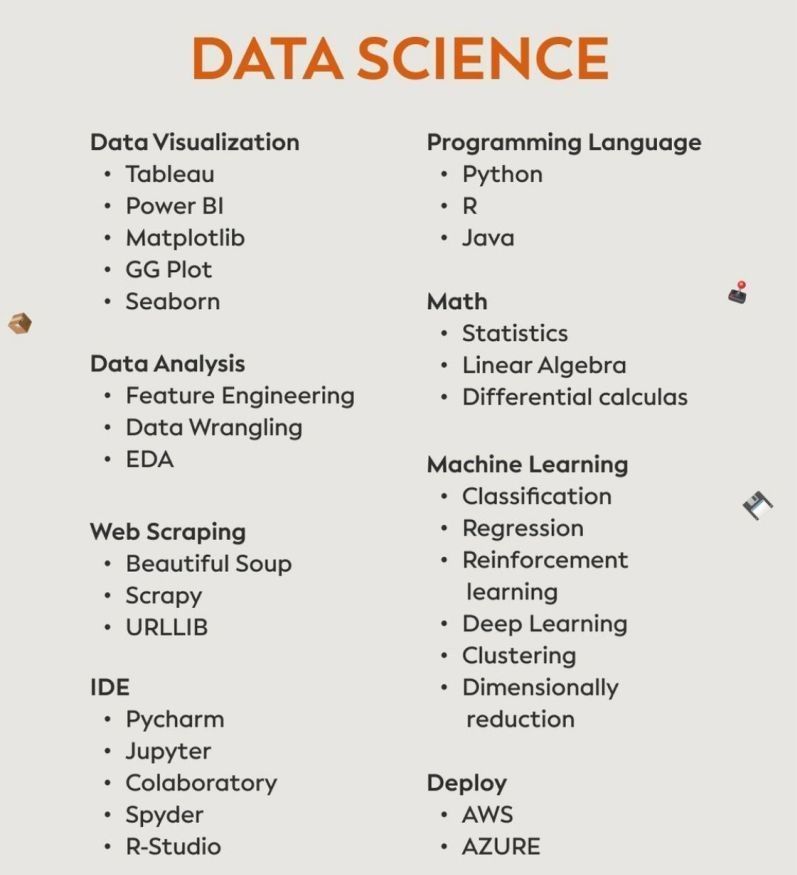 DATA SCIENCE
Data Visualization
• Tableau
• Power BI
• Matplotlib
• GG Plot
• Seaborn
Data Analysis
• Feature Engineering
• Data Wrangling
• EDA
Web Scraping
• Beautiful Soup
• Scrapy
• URLLIB
IDE
• Pycharm
• Jupyter
• Colaboratory
• Spyder
• R-Studio
Programming Language
• Python
• R
• Java
Math
• Statistics
• Linear Algebra
• Differential calculas
Machine Learning
• Classification
• Regression
• Reinforcement
learning
• Deep Learning
• Clustering
• Dimensionally
reduction
Deploy
• AWS
• AZURE